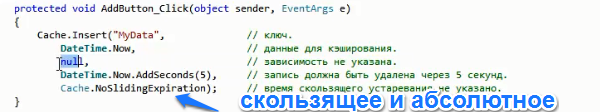 protected void AddButton_Click(object sender, EventArgs e)
{
Cache.Insert("MyData", // ключ.
DateTime.Now, // данные для кэширования.
null, // зависимость не указана.
DateTime.Now.AddSeconds(5), // запись должна быть удалена через 5 секунд.
Cache.NoSlidingExpiration); // время скользящего устаревания не указано.
} скользящее и абсолютное